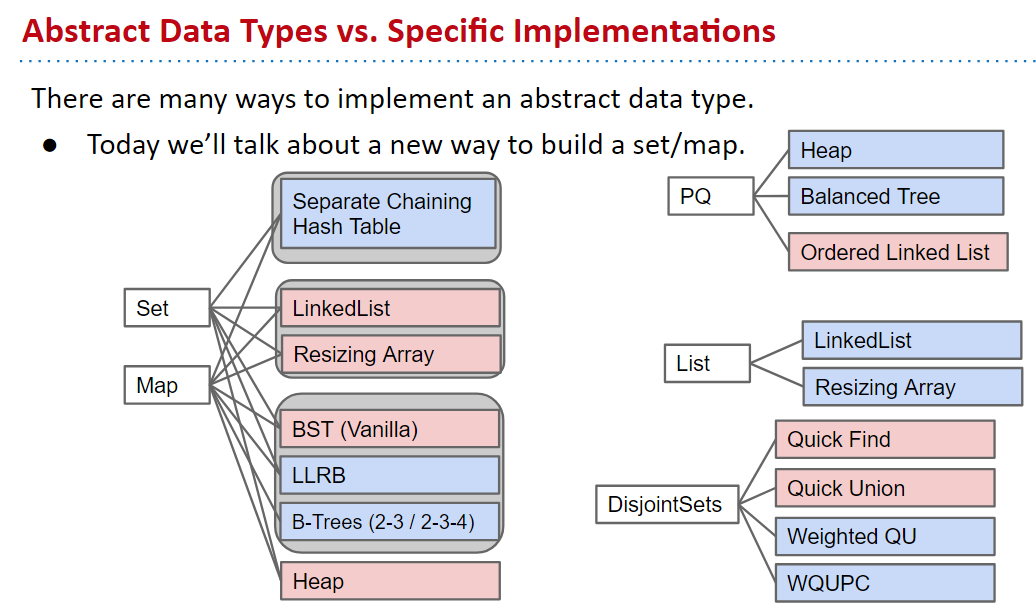 Abstract Data Types vs. Specific Implementations
There are many ways to implement an abstract data type.
● Today we’ll talk about a new way to build a set/map.
Set
Map
Separate Chaining
Hash Table
LinkedList
Resizing Array
BST (Vanilla)
LLRB
B-Trees (2-3 / 2-3-4)
Heap
PQ
Heap
Balanced Tree
Ordered Linked List
List
LinkedList
Resizing Array
DisjointSets
Quick Find
Quick Union
Weighted QU
WQUPC